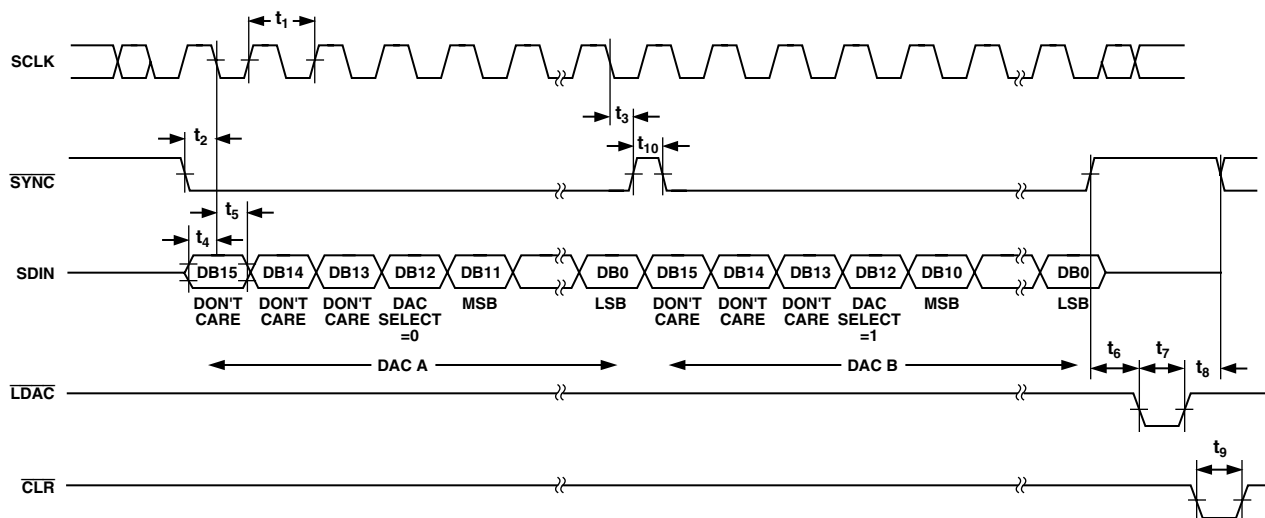 t1
SCLK
t3
t2
t10
SYNC
t5
t4
SDIN
DB15 DB14 DB13 DB12 DB11 DB0 DB15 DB14 DB13 DB12 DB10 DB0
DON'T CARE DON'T CARE DON'T CARE DAC SELECT =0 MSB LSB DON'T CARE DON'T CARE DON'T CARE DAC SELECT =1 MSB LSB
DAC A DAC B
t6 t7 t8
LDAC
t9
CLR